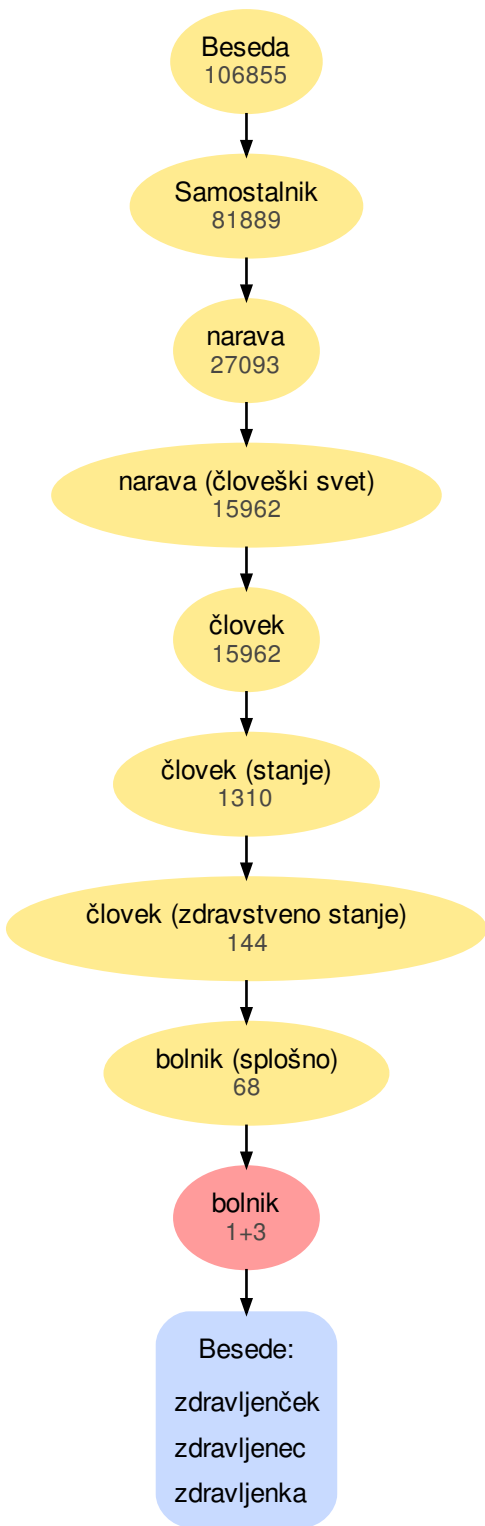 Beseda
106855
Samostalnik
81889
narava
27093
narava (človeški svet)
15962
človek
15962
človek (stanje)
1310
človek (zdravstveno stanje)
144
bolnik (splošno)
68
bolnik
1+3
Besede:
zdravljenček
zdravljenec
zdravljenka